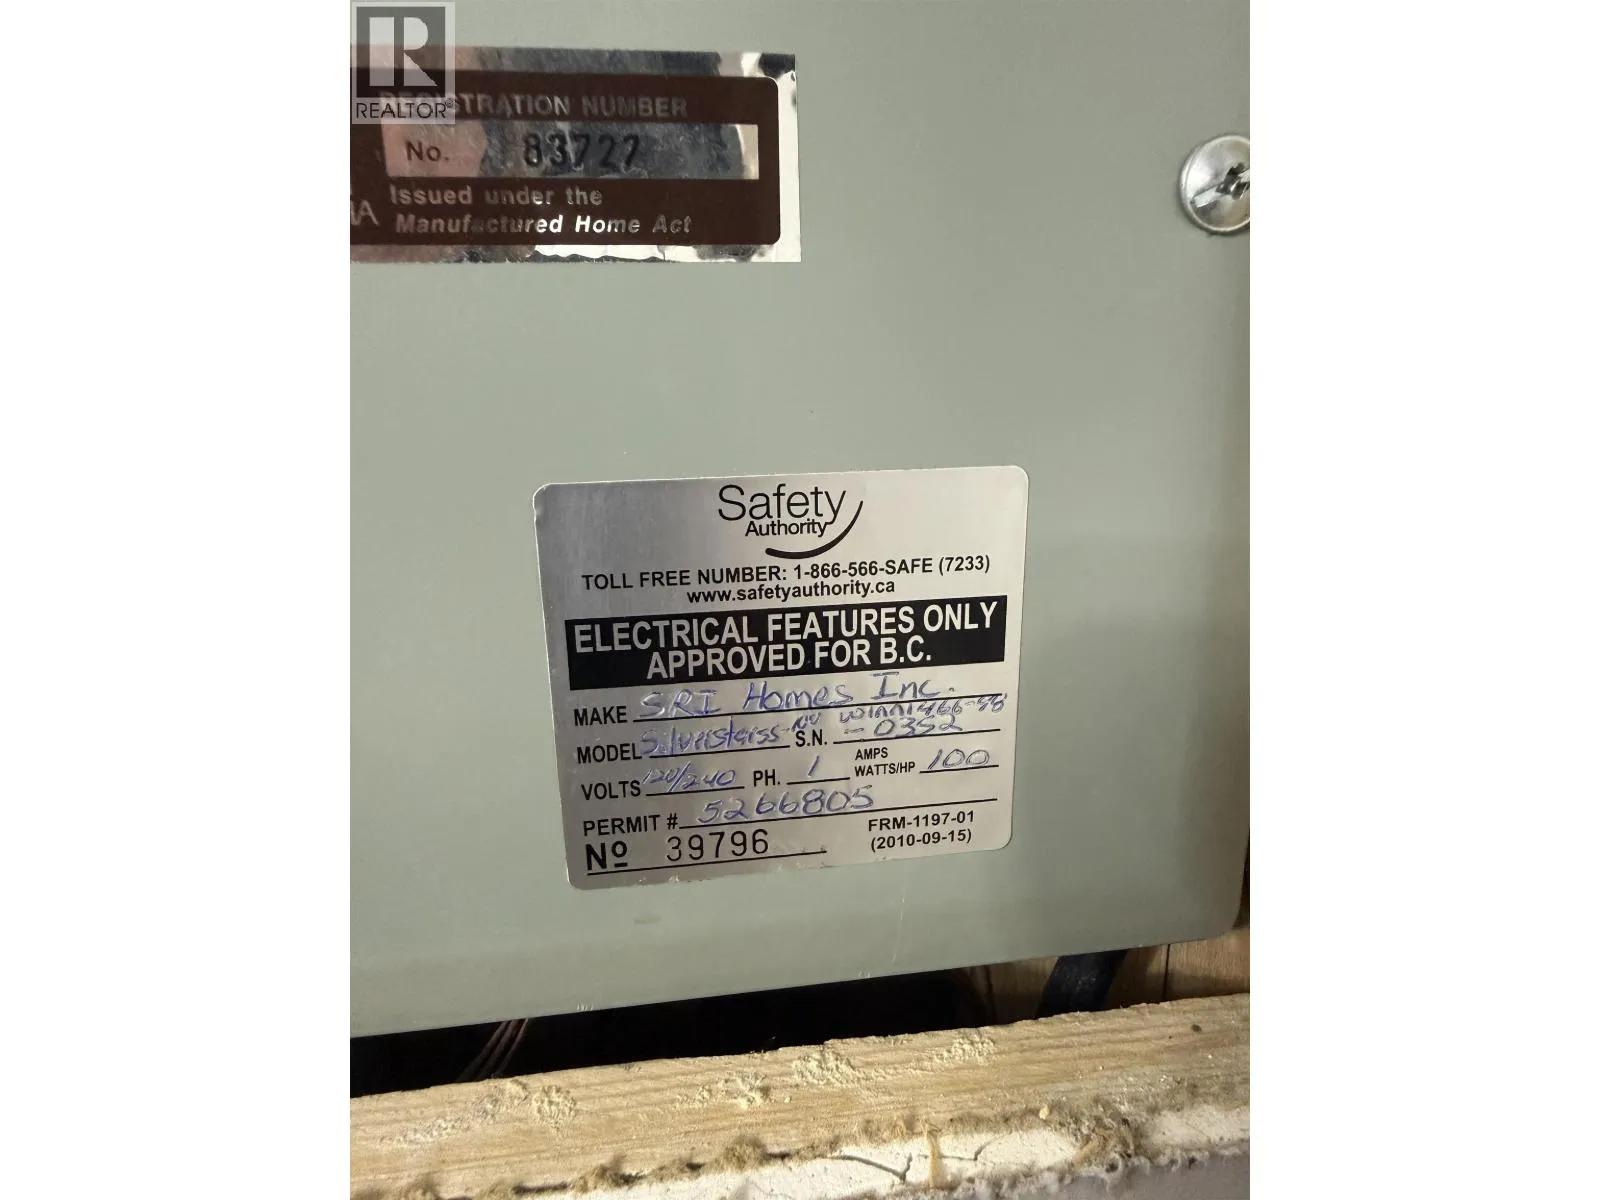 REALTOR®
REGISTRATION NUMBER
No. 83727
Issued under the
Manufactured Home Act
Safety
Authority
TOLL FREE NUMBER: 1-866-566-SAFE (7233)
www.safetyauthority.ca
ELECTRICAL FEATURES ONLY
APPROVED FOR B.C.
MAKE SRI Homes Inc.
MODEL S.N. - 0352
VOLTS 120/240 PH. 1 AMPS WATTS/HP 100
PERMIT # 5266805
Nº 39796
FRM-1197-01
(2010-09-15)